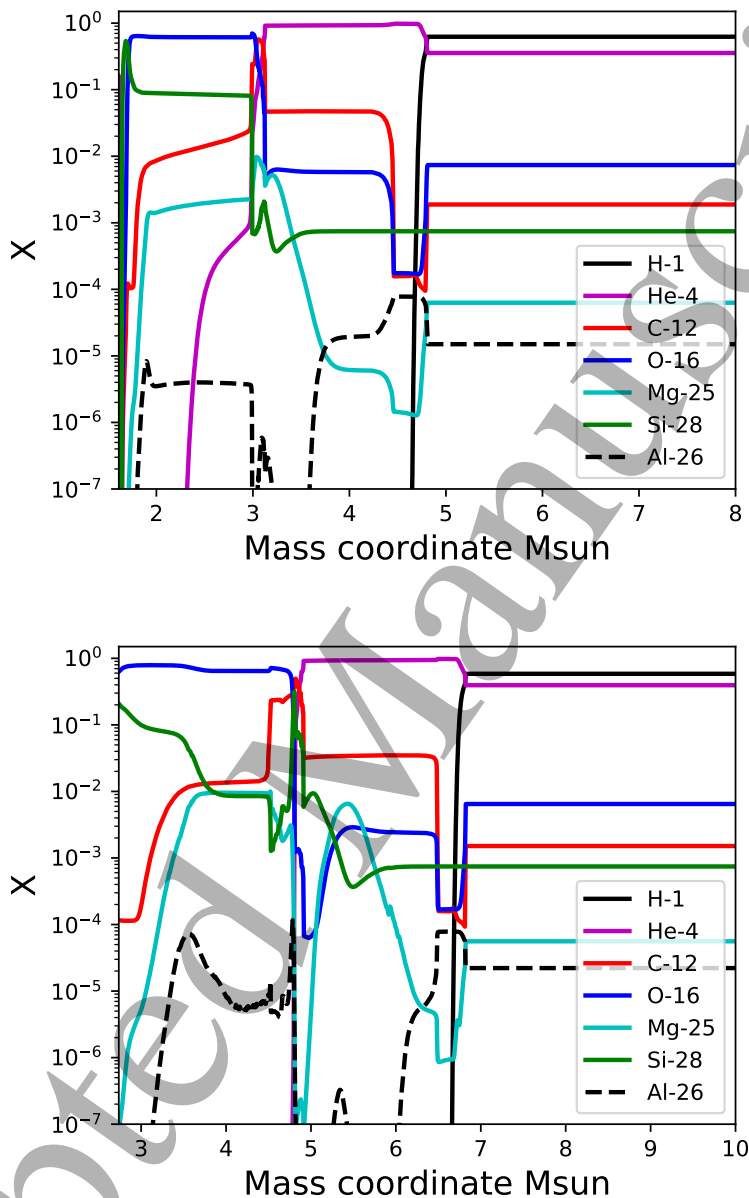 10⁰
10⁻¹
10⁻²
10⁻³
10⁻⁴
10⁻⁵
10⁻⁶
10⁻⁷
X
H-1
He-4
C-12
O-16
Mg-25
Si-28
Al-26
2 3 4 5 6 7 8
Mass coordinate Msun
10⁰
10⁻¹
10⁻²
10⁻³
10⁻⁴
10⁻⁵
10⁻⁶
10⁻⁷
X
H-1
He-4
C-12
O-16
Mg-25
Si-28
Al-26
3 4 5 6 7 8 9 10
Mass coordinate Msun
pted Manusc